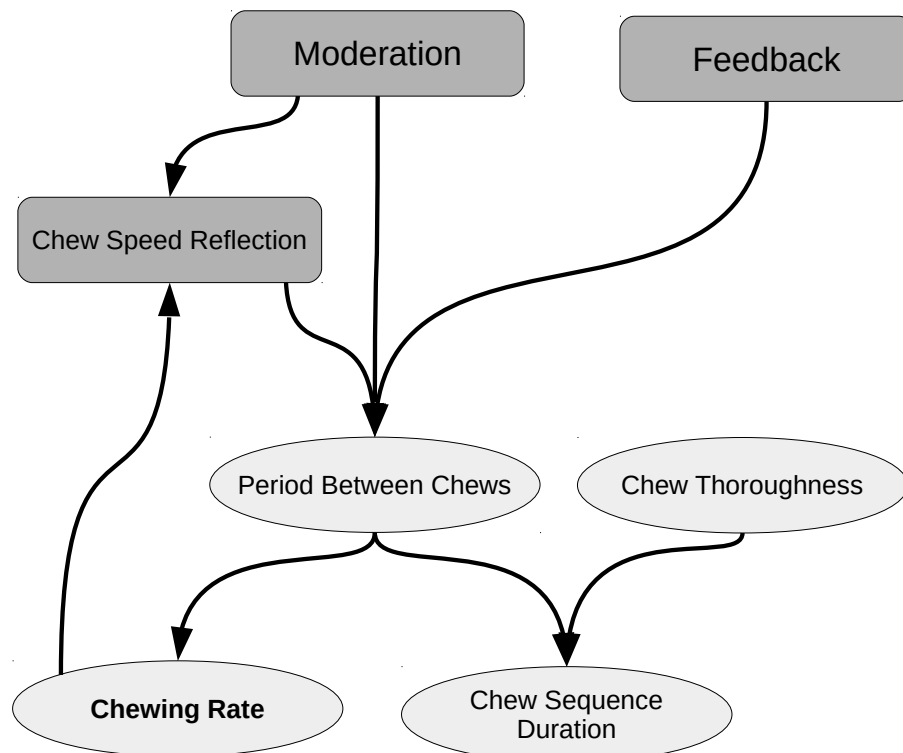 Moderation
Feedback
Chew Speed Reflection
Period Between Chews
Chew Thoroughness
Chewing Rate
Chew Sequence
Duration